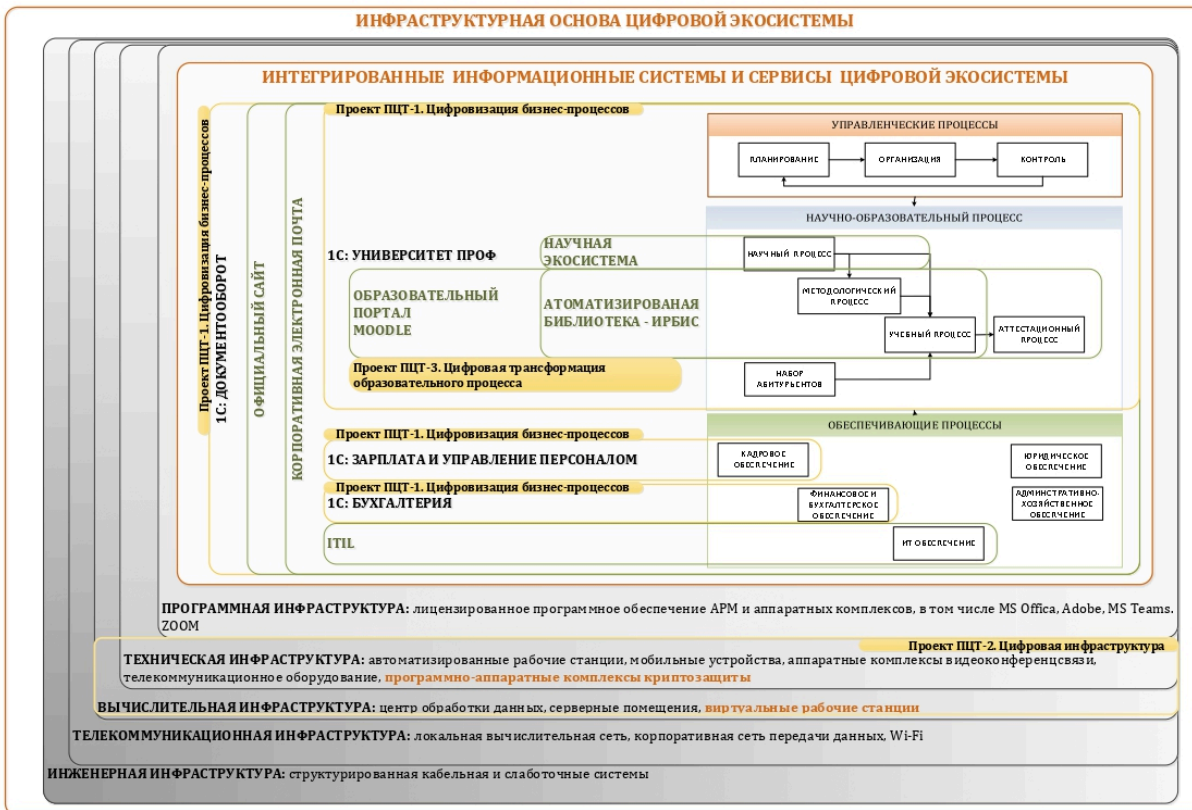 ИНФРАСТРУКТУРНАЯ ОСНОВА ЦИФРОВОЙ ЭКОСИСТЕМЫ
ИНТЕГРИРОВАННЫЕ ИНФОРМАЦИОННЫЕ СИСТЕМЫ И СЕРВИСЫ ЦИФРОВОЙ ЭКОСИСТЕМЫ
Проект ПЦТ-1. Цифровизация бизнес-процессов
1С: ДОКУМЕНТООБОРОТ
ОФИЦИАЛЬНЫЙ САЙТ
КОРПОРАТИВНАЯ ЭЛЕКТРОННАЯ ПОЧТА
Проект ПЦТ-1. Цифровизация бизнес-процессов
УПРАВЛЕНЧЕСКИЕ ПРОЦЕССЫ
ПЛАНИРОВАНИЕ
ОРГАНИЗАЦИЯ
КОНТРОЛЬ
НАУЧНО-ОБРАЗОВАТЕЛЬНЫЙ ПРОЦЕСС
1С: УНИВЕРСИТЕТ ПРОФ
НАУЧНАЯ
ЭКОСИСТЕМА
НАУЧНЫЙ ПРОЦЕСС
ОБРАЗОВАТЕЛЬНЫЙ
ПОРТАЛ
MOODLE
АТОМАТИЗИРОВАНАЯ
БИБЛИОТЕКА - ИРБИС
МЕТОДОЛОГИЧЕСКИЙ
ПРОЦЕСС
УЧЕБНЫЙ ПРОЦЕСС
АТТЕСТАЦИОННЫЙ
ПРОЦЕСС
Проект ПЦТ-3. Цифровая трансформация
образовательного процесса
НАБОР
АБИТУРЬЕНТОВ
ОБЕСПЕЧИВАЮЩИЕ ПРОЦЕССЫ
Проект ПЦТ-1. Цифровизация бизнес-процессов
1С: ЗАРПЛАТА И УПРАВЛЕНИЕ ПЕРСОНАЛОМ
КАДРОВОЕ
ОБЕСПЕЧЕНИЕ
ЮРИДИЧЕСКОЕ
ОБЕСПЕЧЕНИЕ
Проект ПЦТ-1. Цифровизация бизнес-процессов
1С: БУХГАЛТЕРИЯ
ФИНАНСОВОЕ И
БУХГАЛТЕРСКОЕ
ОБЕСПЕЧЕНИЕ
АДМИНИСТРАТИВНО-
ХОЗЯЙСТВЕННОЕ
ОБЕСПЕЧЕНИЕ
ITIL
ИТ ОБЕСПЕЧЕНИЕ
ПРОГРАММНАЯ ИНФРАСТРУКТУРА: лицензированное программное обеспечение АРМ и аппаратных комплексов, в том числе MS Offica, Adobe, MS Teams.
ZOOM
Проект ПЦТ-2. Цифровая инфраструктура
ТЕХНИЧЕСКАЯ ИНФРАСТРУКТУРА: автоматизированные рабочие станции, мобильные устройства, аппаратные комплексы видеоконференцсвязи,
телекоммуникационное оборудование, программно-аппаратные комплексы криптозащиты
ВЫЧИСЛИТЕЛЬНАЯ ИНФРАСТРУКТУРА: центр обработки данных, серверные помещения, виртуальные рабочие станции
ТЕЛЕКОММУНИКАЦИОННАЯ ИНФРАСТРУКТУРА: локальная вычислительная сеть, корпоративная сеть передачи данных, Wi-Fi
ИНЖЕНЕРНАЯ ИНФРАСТРУКТУРА: структурированная кабельная и слаботочные системы